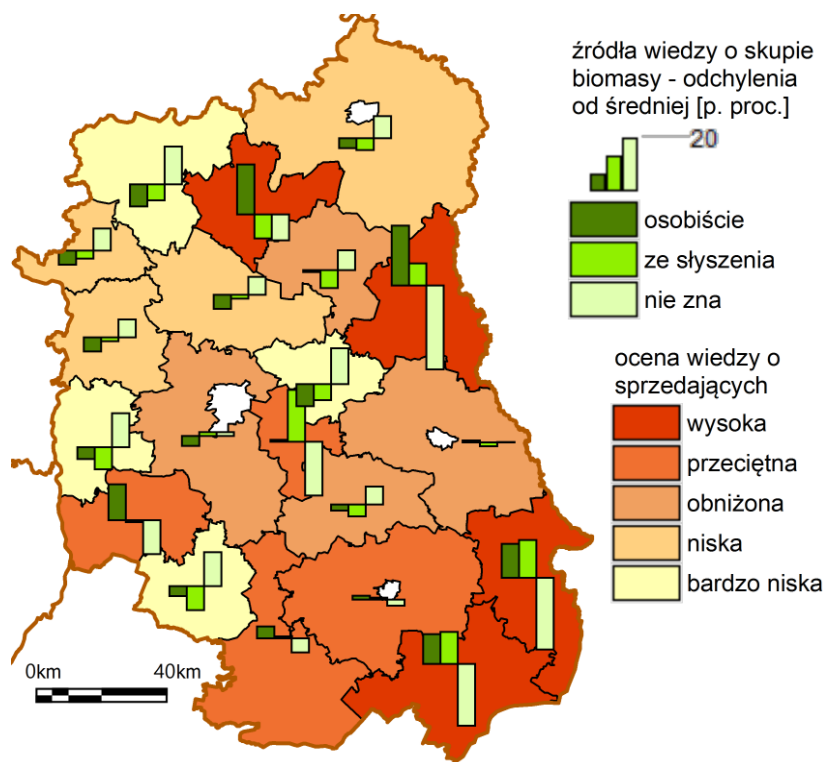 źródła wiedzy o skupie
biomasy - odchylenia
od średniej [p. proc.]
20
osobiście
ze słyszenia
nie zna
ocena wiedzy o
sprzedających
wysoka
przeciętna
obniżona
niska
bardzo niska
0km 40km